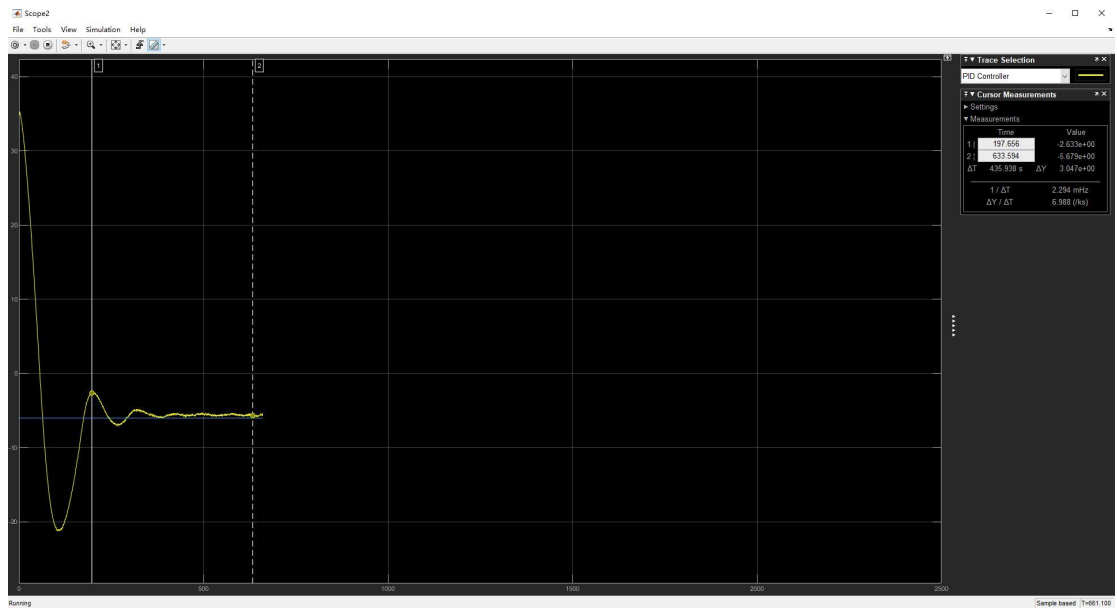 Scope2
File Tools View Simulation Help
1
2
40
30
20
10
0
-10
-20
0 500 1000 1500 2000 2500
Trace Selection
PID Controller
Cursor Measurements
Settings
Measurements
Time Value
1 197.656 -2.633e+00
2 633.594 -5.679e+00
ΔT 435.938 s ΔY 3.047e+00
1 / ΔT 2.294 mHz
ΔY / ΔT 6.988 (/ks)
Running
Sample based T=661.100